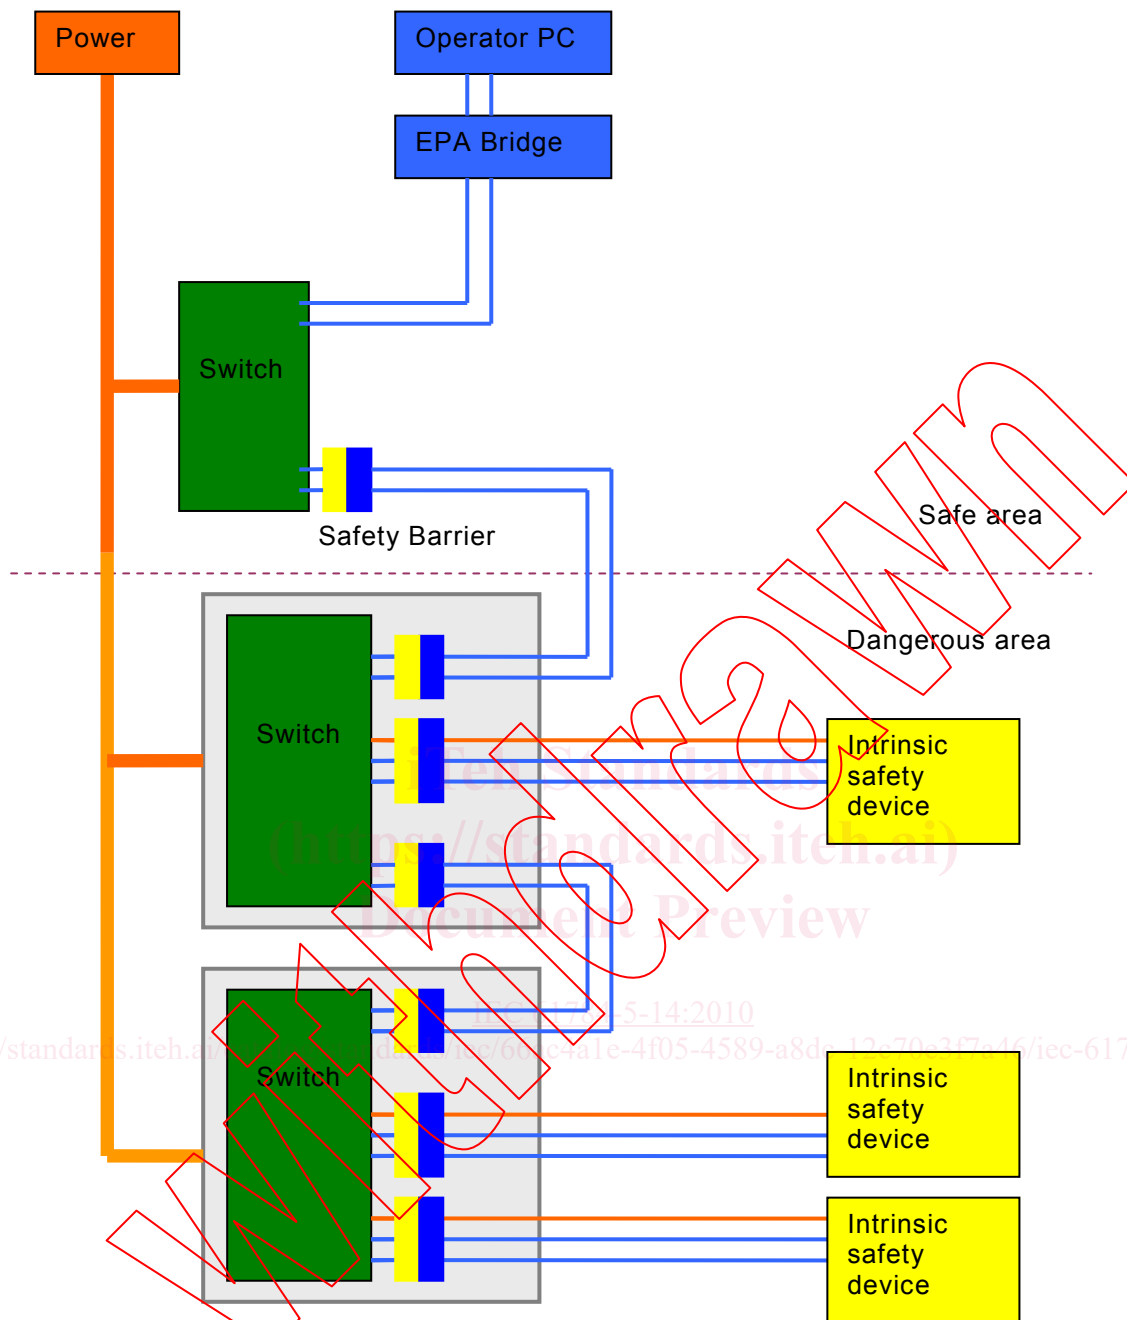 Power
Operator PC
EPA Bridge
Switch
Safety Barrier
Safe area
Dangerous area
Switch
Intrinsic
safety
device
iTeh Standards
(https://standards.iteh.ai)
Document Preview
Switch
Intrinsic
safety
device
Intrinsic
safety
device
Withdrawn